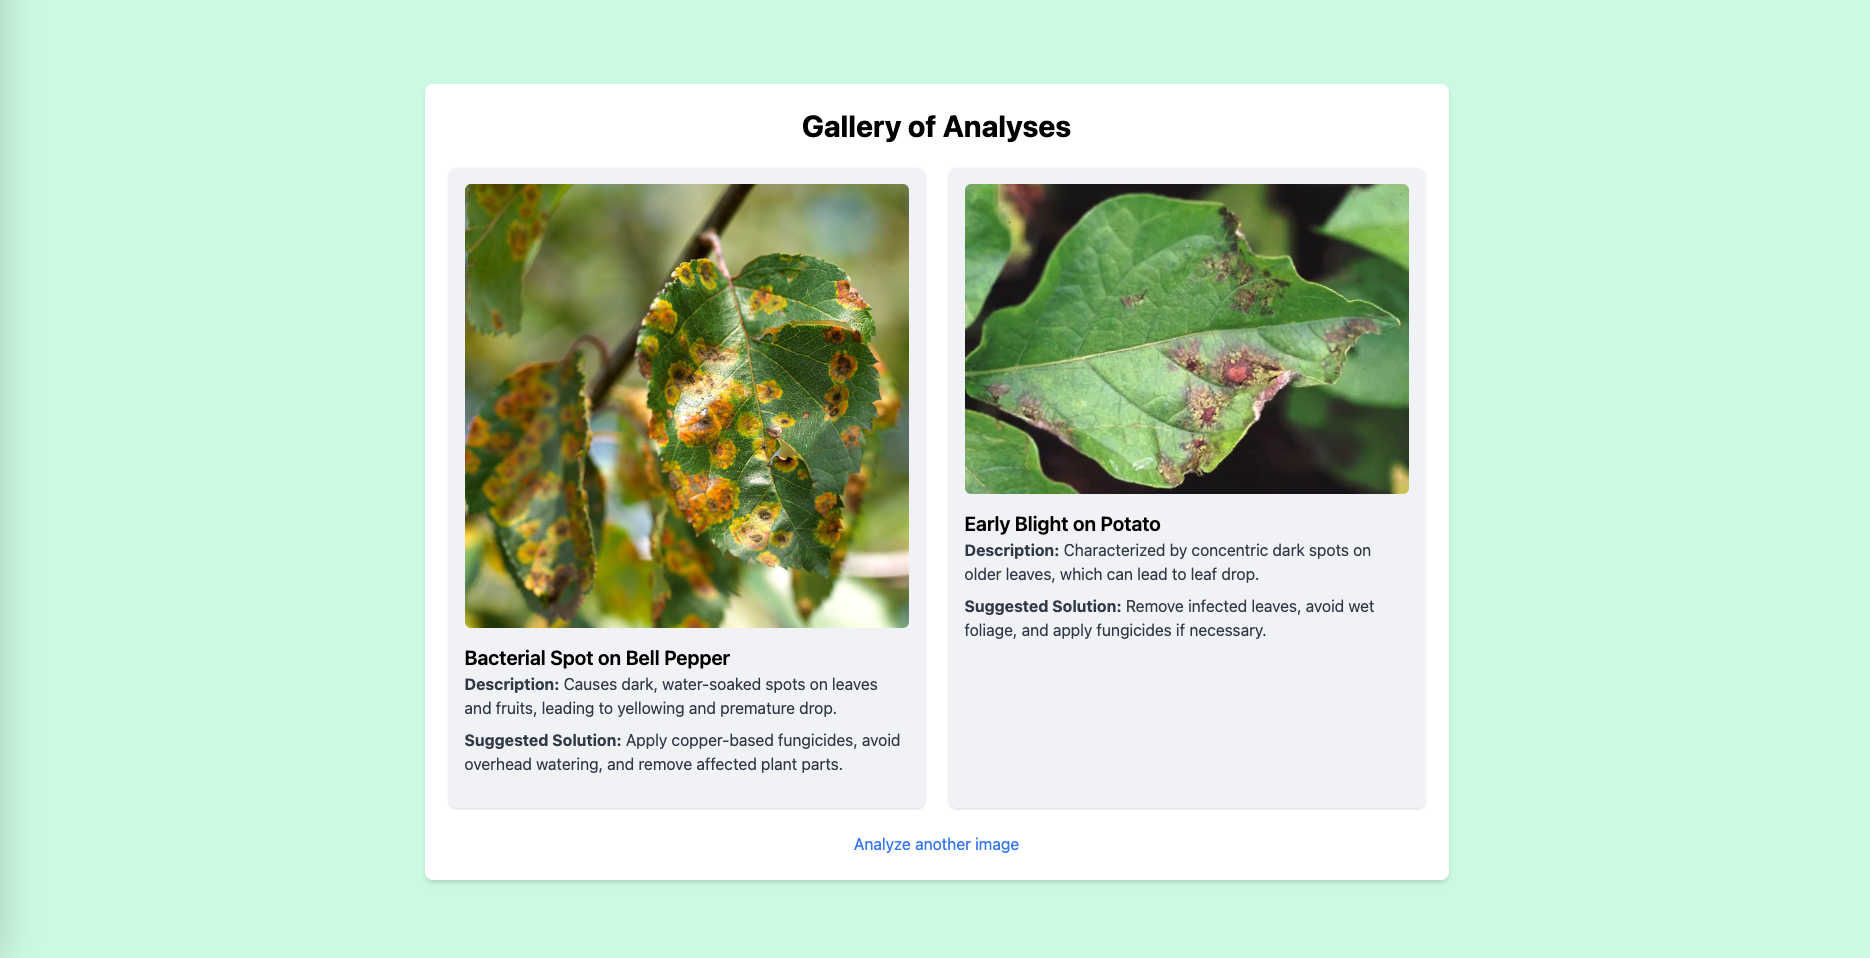 Gallery of Analyses
Bacterial Spot on Bell Pepper
Description: Causes dark, water-soaked spots on leaves
and fruits, leading to yellowing and premature drop.
Suggested Solution: Apply copper-based fungicides, avoid
overhead watering, and remove affected plant parts.
Early Blight on Potato
Description: Characterized by concentric dark spots on
older leaves, which can lead to leaf drop.
Suggested Solution: Remove infected leaves, avoid wet
foliage, and apply fungicides if necessary.
Analyze another image